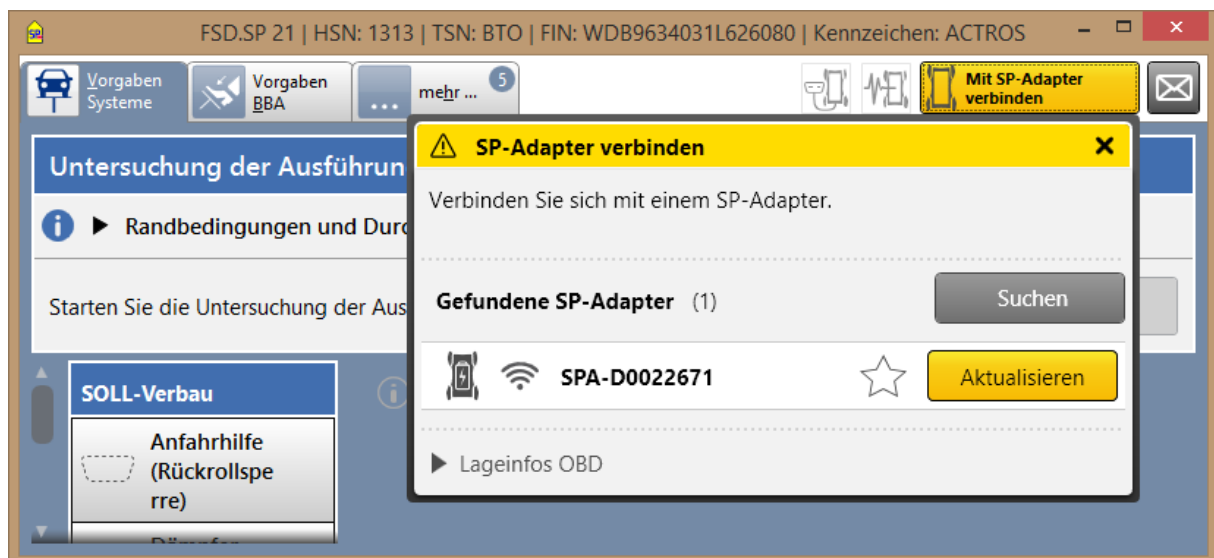 SP
FSD.SP 21 | HSN: 1313 | TSN: BTO | FIN: WDB9634031L626080 | Kennzeichen: ACTROS
Vorgaben
Systeme
Vorgaben
BBA
mehr ...
5
Mit SP-Adapter
verbinden
Untersuchung der Ausführun
Randbedingungen und Durc
Starten Sie die Untersuchung der Aus
SOLL-Verbau
Anfahrhilfe
(Rückrollspe
rre)
SP-Adapter verbinden
Verbinden Sie sich mit einem SP-Adapter.
Gefundene SP-Adapter (1)
Suchen
SPA-D0022671
Aktualisieren
Lageinfos OBD